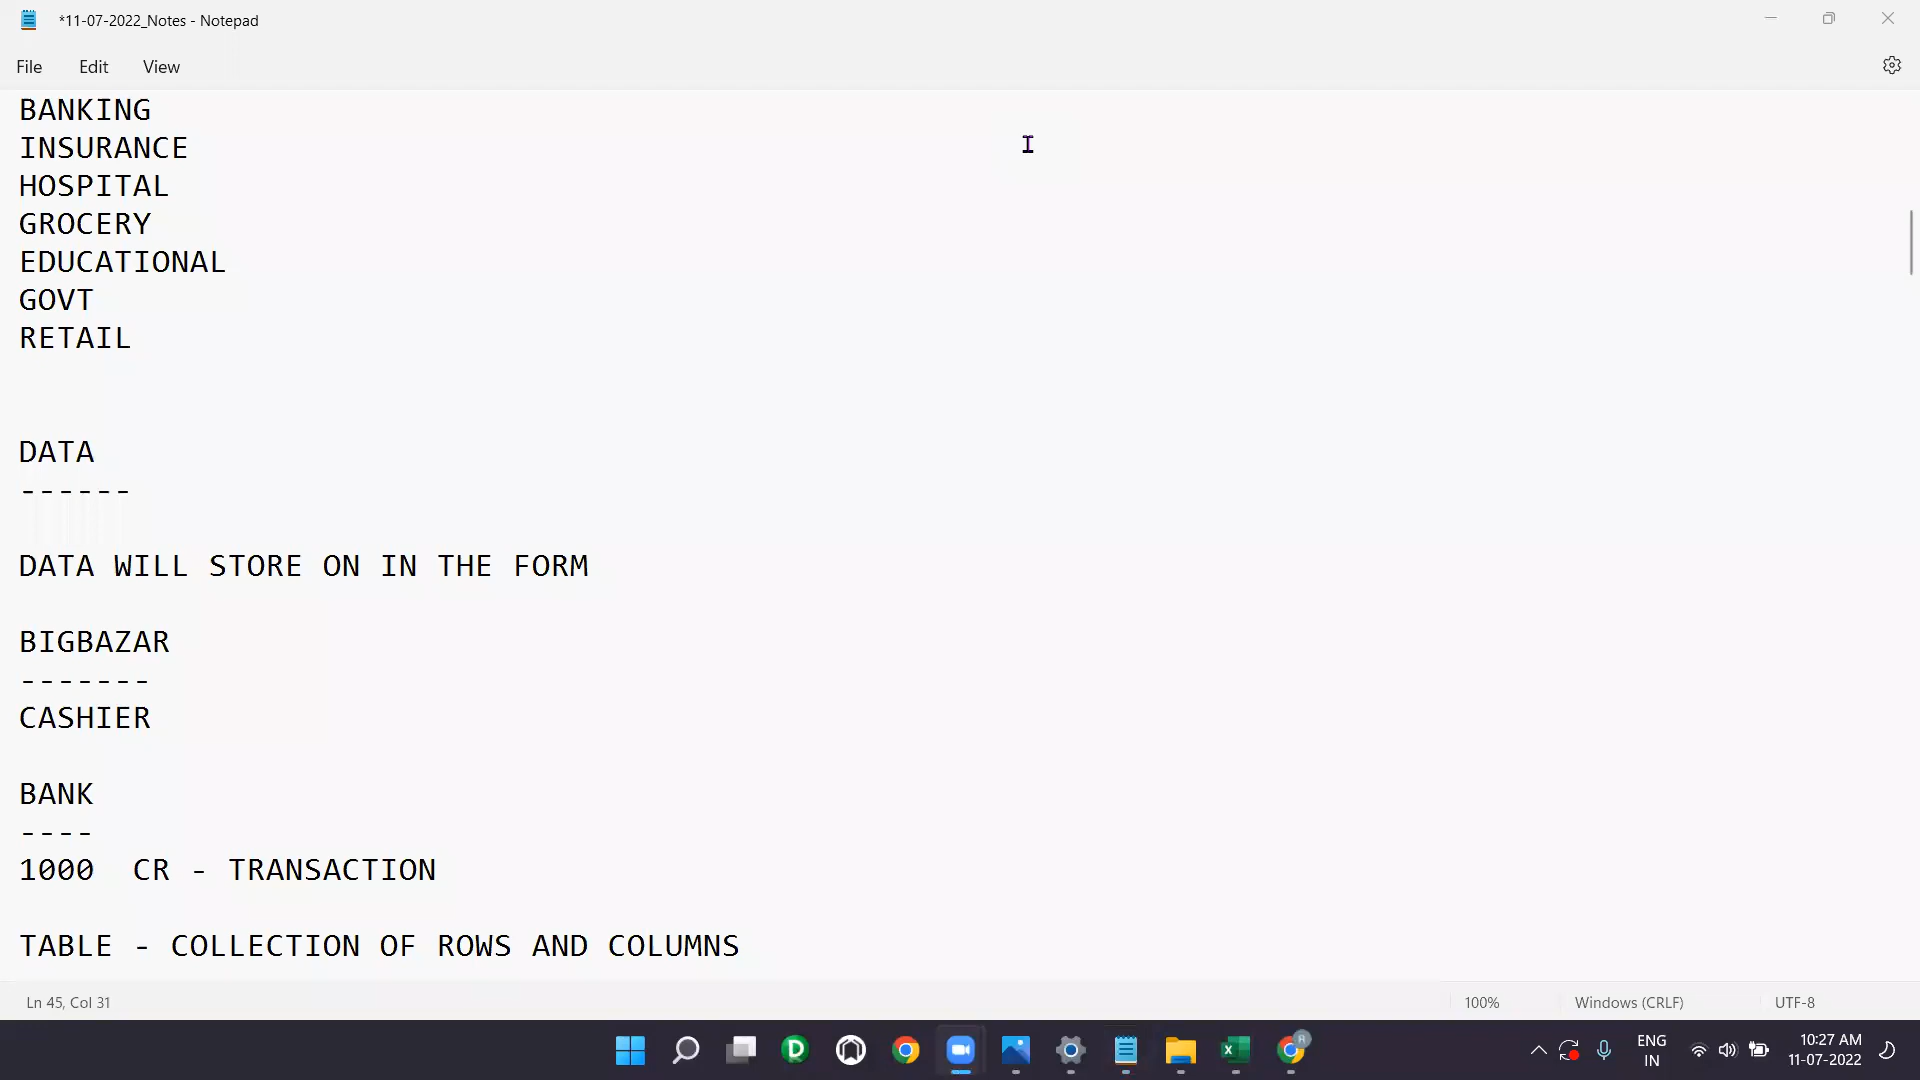 *11-07-2022_Notes - Notepad
File Edit View
BANKING
INSURANCE
HOSPITAL
GROCERY
EDUCATIONAL
GOVT
RETAIL
DATA
------
DATA WILL STORE ON IN THE FORM
BIGBAZAR
-------
CASHIER
BANK
----
1000  CR - TRANSACTION
TABLE - COLLECTION OF ROWS AND COLUMNS
Ln 45, Col 31 100% Windows (CRLF) UTF-8
D R ENG 10:27 AM
IN 11-07-2022